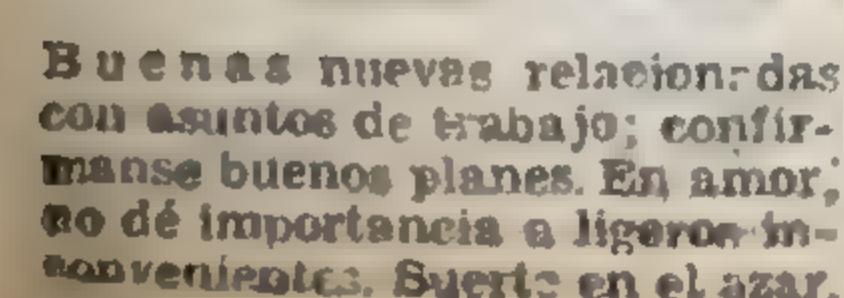 Buenas nuevas relacionadas
con asuntos de trabajo; confír-
manse buenos planes. En amor,
no dé importancia a ligeros in-
convenientes. Suerte en el azar.